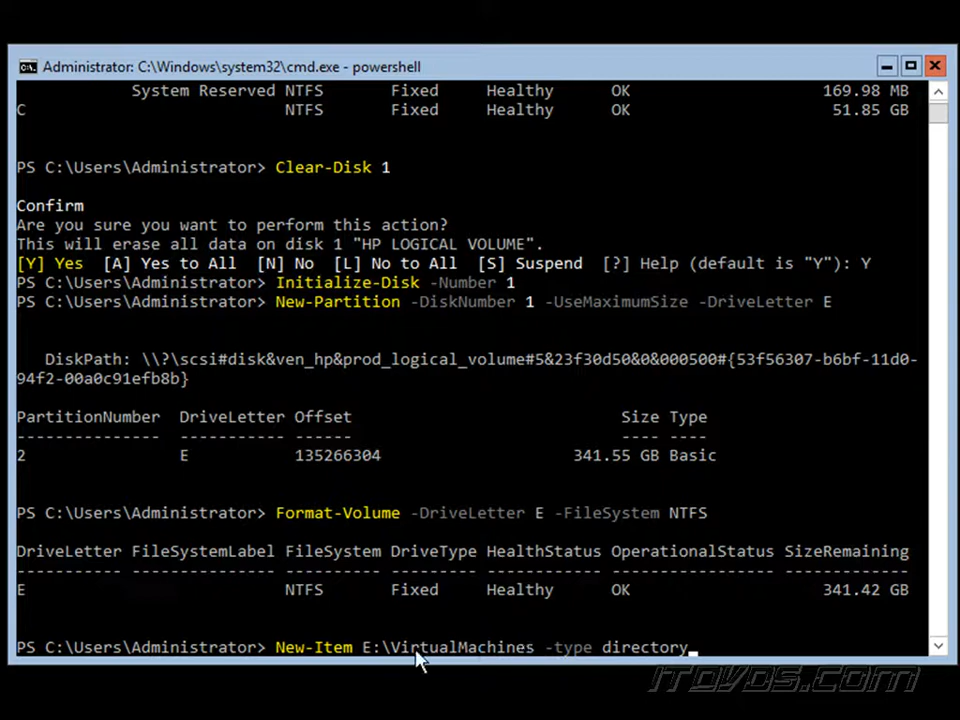 Administrator: C:\Windows\system32\cmd.exe - powershell
System Reserved NTFS Fixed Healthy OK 169.98 MB
C NTFS Fixed Healthy OK 51.85 GB
PS C:\Users\Administrator> Clear-Disk 1
Confirm
Are you sure you want to perform this action?
This will erase all data on disk 1 "HP LOGICAL VOLUME".
[Y] Yes [A] Yes to All [N] No [L] No to All [S] Suspend [?] Help (default is "Y"): Y
PS C:\Users\Administrator> Initialize-Disk -Number 1
PS C:\Users\Administrator> New-Partition -DiskNumber 1 -UseMaximumSize -DriveLetter E
DiskPath: \\?\scsi#disk&ven_hp&prod_logical_volume#5&23f30d50&0&000500#{53f56307-b6bf-11d0-
94f2-00a0c91efb8b}
PartitionNumber DriveLetter Offset Size Type
--------------- ----------- ------ ---- ----
2 E 135266304 341.55 GB Basic
PS C:\Users\Administrator> Format-Volume -DriveLetter E -FileSystem NTFS
DriveLetter FileSystemLabel FileSystem DriveType HealthStatus OperationalStatus SizeRemaining
----------- --------------- ---------- --------- ------------ ----------------- -------------
E NTFS Fixed Healthy OK 341.42 GB
PS C:\Users\Administrator> New-Item E:\VirtualMachines -type directory_
ITdvds.com